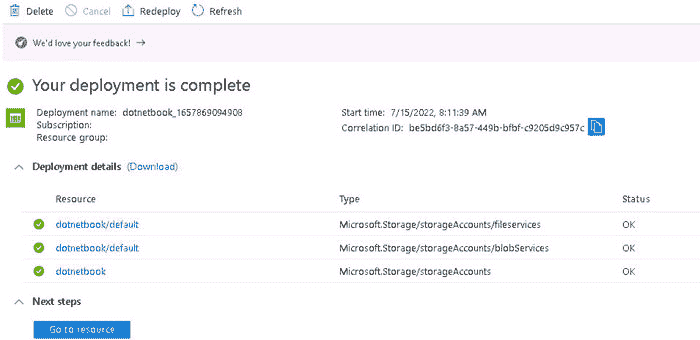 Delete Cancel Redeploy Refresh
We'd love your feedback! →
Your deployment is complete
Deployment name: dotnetbook_1657869094908 Start time: 7/15/2022, 8:11:39 AM
Subscription: Correlation ID: be5bd6f3-8a57-449b-bfbf-c9205d9c957c
Resource group:
Deployment details (Download)
Resource Type Status
dotnetbook/default Microsoft.Storage/storageAccounts/fileservices OK
dotnetbook/default Microsoft.Storage/storageAccounts/blobServices OK
dotnetbook Microsoft.Storage/storageAccounts OK
Next steps
Go to resource